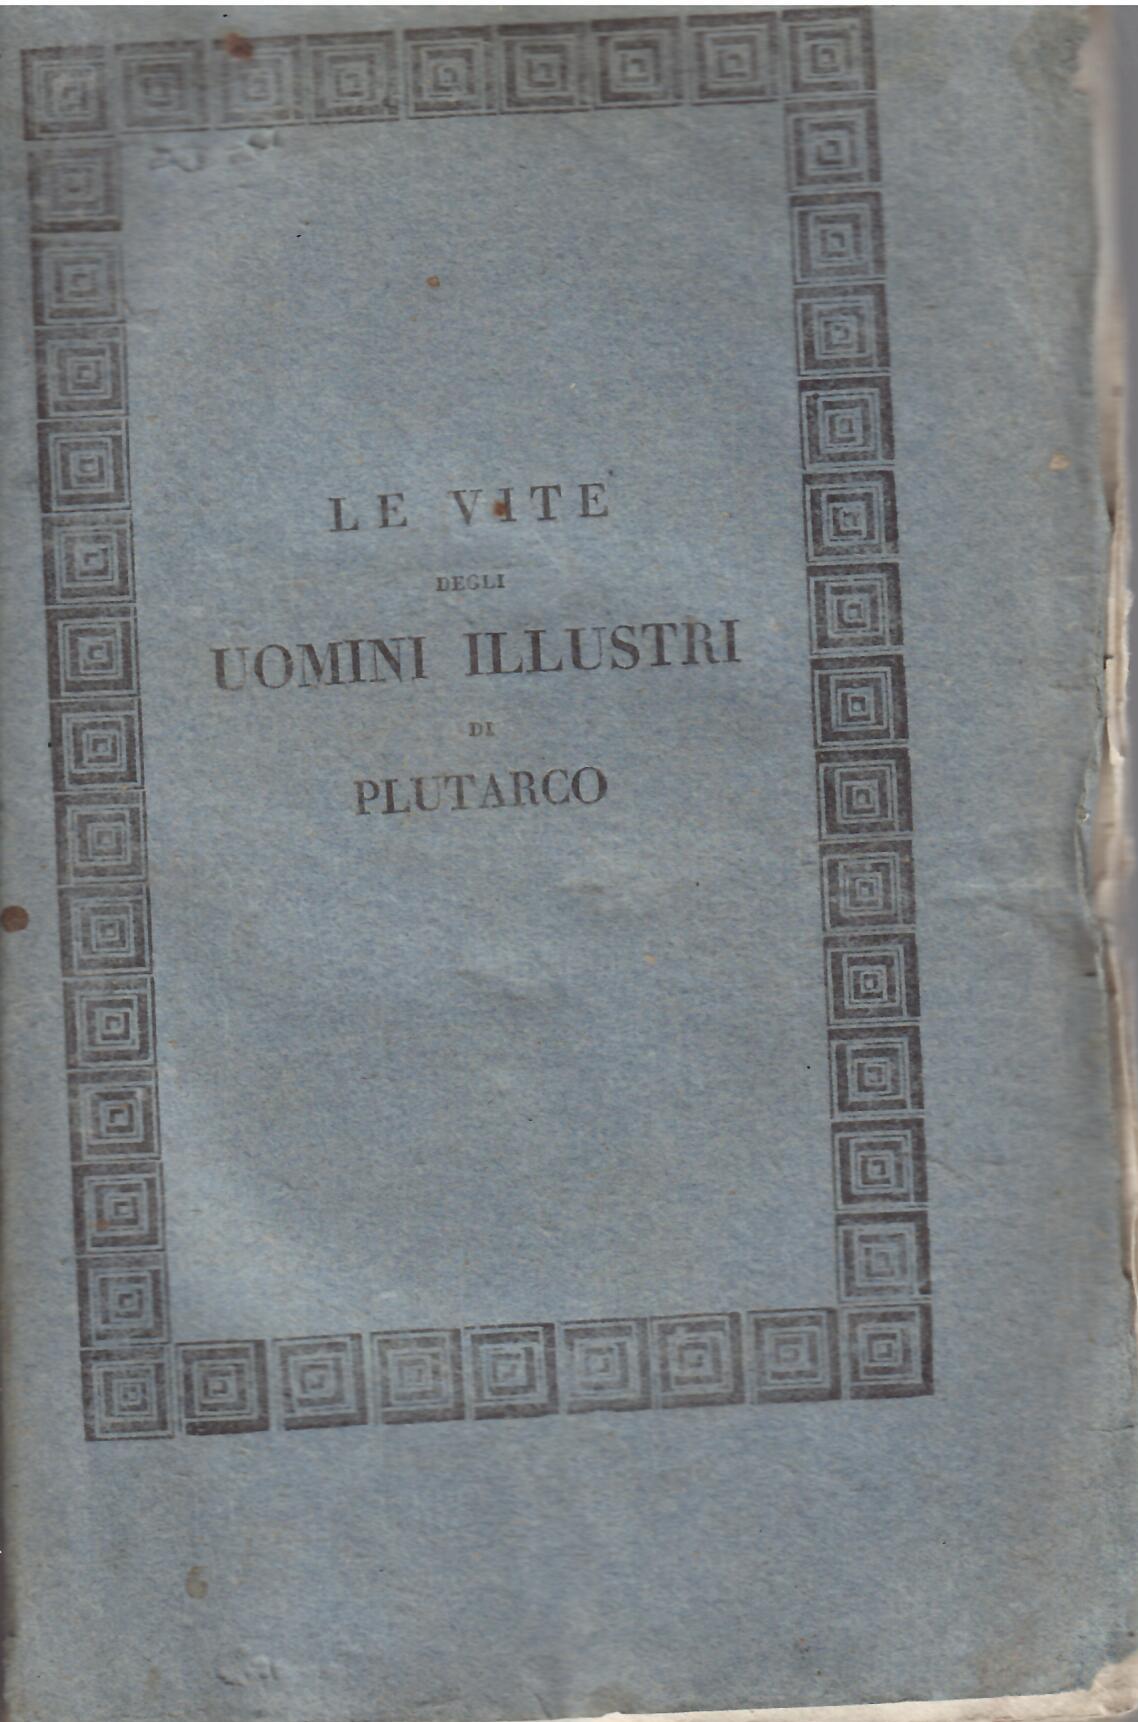 LE VITE
DEGLI
UOMINI ILLUSTRI
DI
PLUTARCO